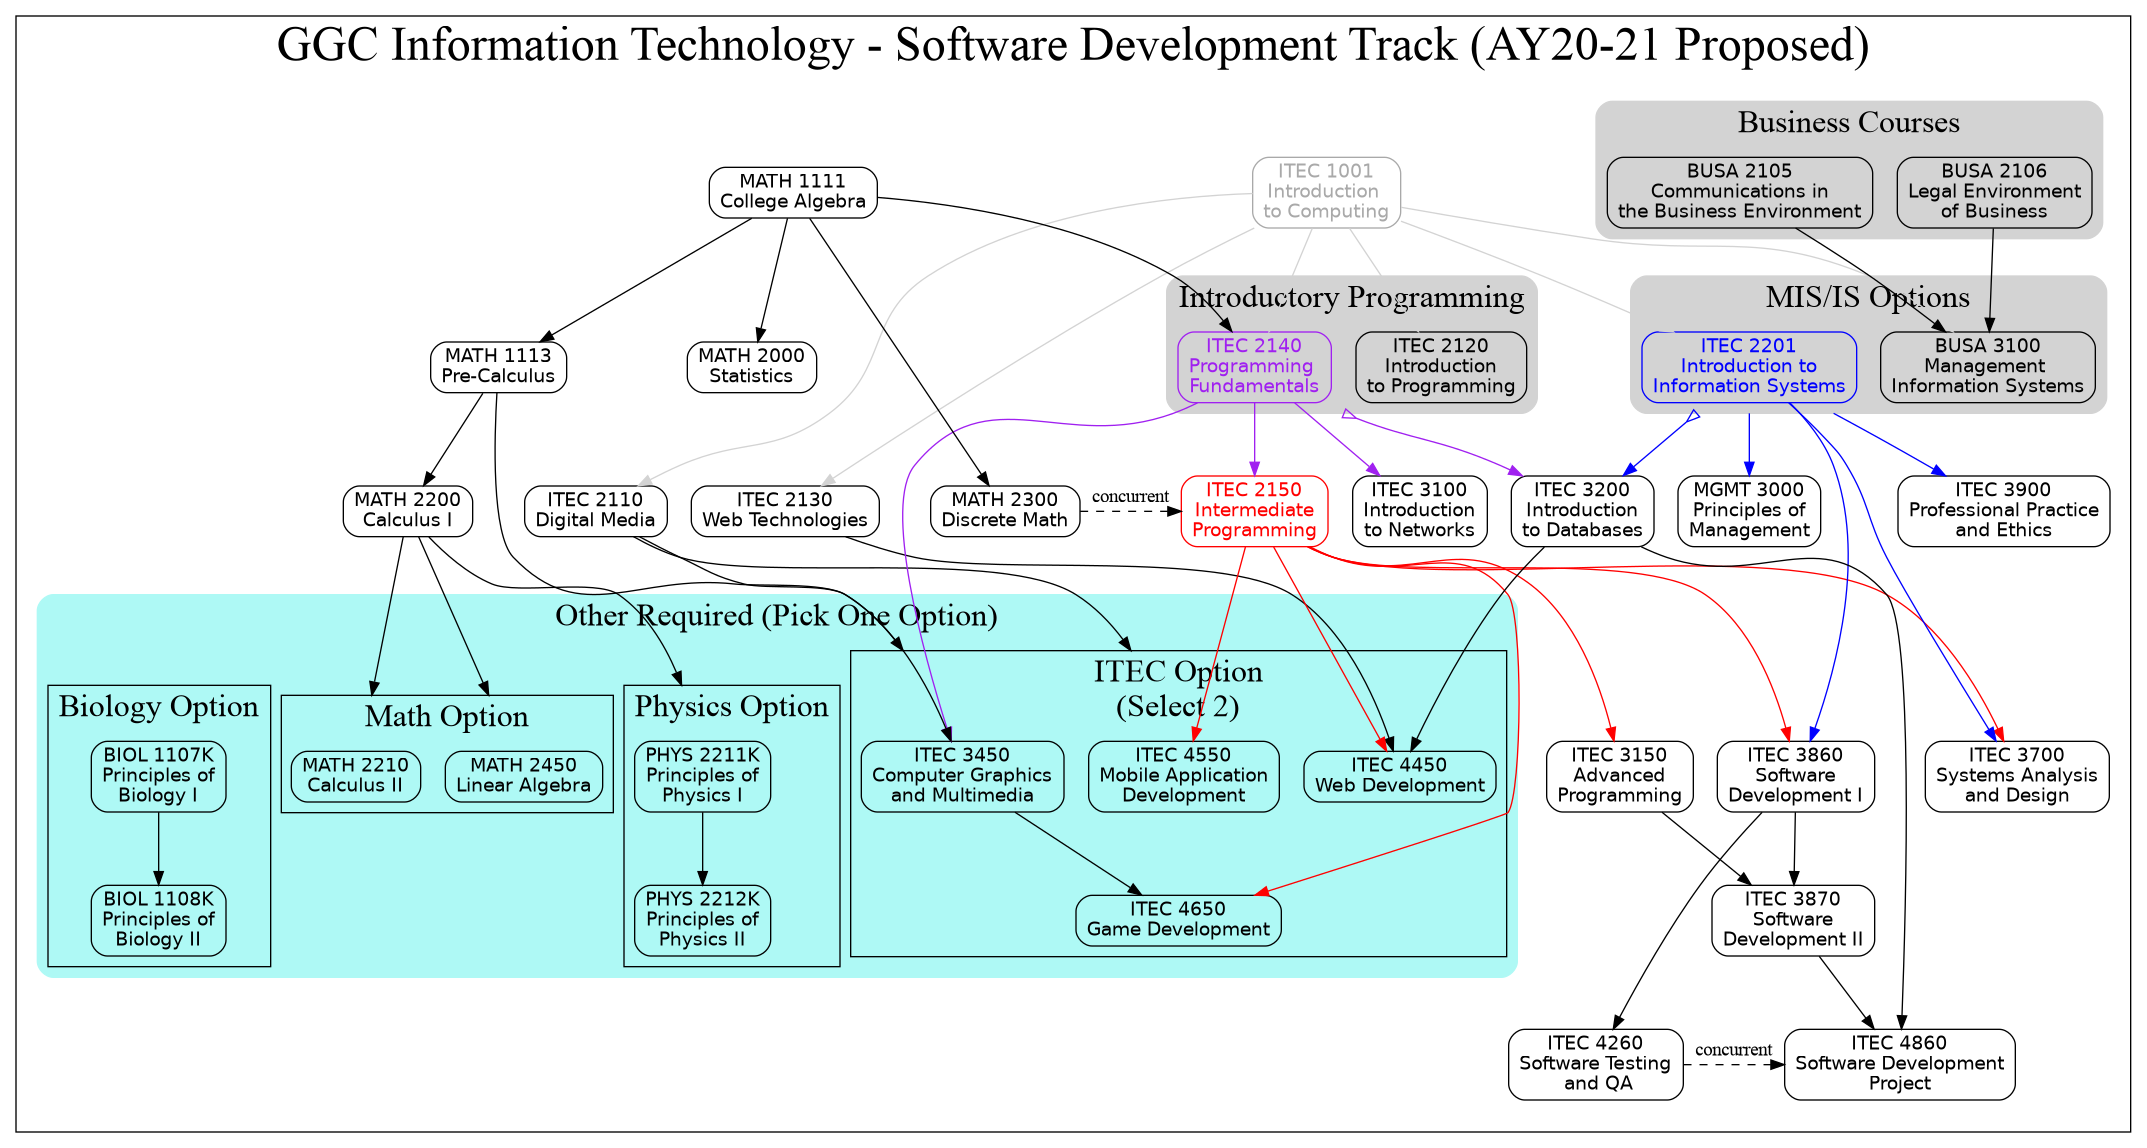 GGC Information Technology - Software Development Track (AY20-21 Proposed)
Business Courses
MATH 1111
College Algebra
ITEC 1001
Introduction
to Computing
BUSA 2105
Communications in
the Business Environment
BUSA 2106
Legal Environment
of Business
Introductory Programming
MIS/IS Options
MATH 1113
Pre-Calculus
MATH 2000
Statistics
ITEC 2140
Programming
Fundamentals
ITEC 2120
Introduction
to Programming
ITEC 2201
Introduction to
Information Systems
BUSA 3100
Management
Information Systems
MATH 2200
Calculus I
ITEC 2110
Digital Media
ITEC 2130
Web Technologies
MATH 2300
Discrete Math
concurrent
ITEC 2150
Intermediate
Programming
ITEC 3100
Introduction
to Networks
ITEC 3200
Introduction
to Databases
MGMT 3000
Principles of
Management
ITEC 3900
Professional Practice
and Ethics
Other Required (Pick One Option)
Biology Option
Math Option
Physics Option
ITEC Option
(Select 2)
BIOL 1107K
Principles of
Biology I
MATH 2210
Calculus II
MATH 2450
Linear Algebra
PHYS 2211K
Principles of
Physics I
ITEC 3450
Computer Graphics
and Multimedia
ITEC 4550
Mobile Application
Development
ITEC 4450
Web Development
ITEC 3150
Advanced
Programming
ITEC 3860
Software
Development I
ITEC 3700
Systems Analysis
and Design
BIOL 1108K
Principles of
Biology II
PHYS 2212K
Principles of
Physics II
ITEC 4650
Game Development
ITEC 3870
Software
Development II
ITEC 4260
Software Testing
and QA
concurrent
ITEC 4860
Software Development
Project